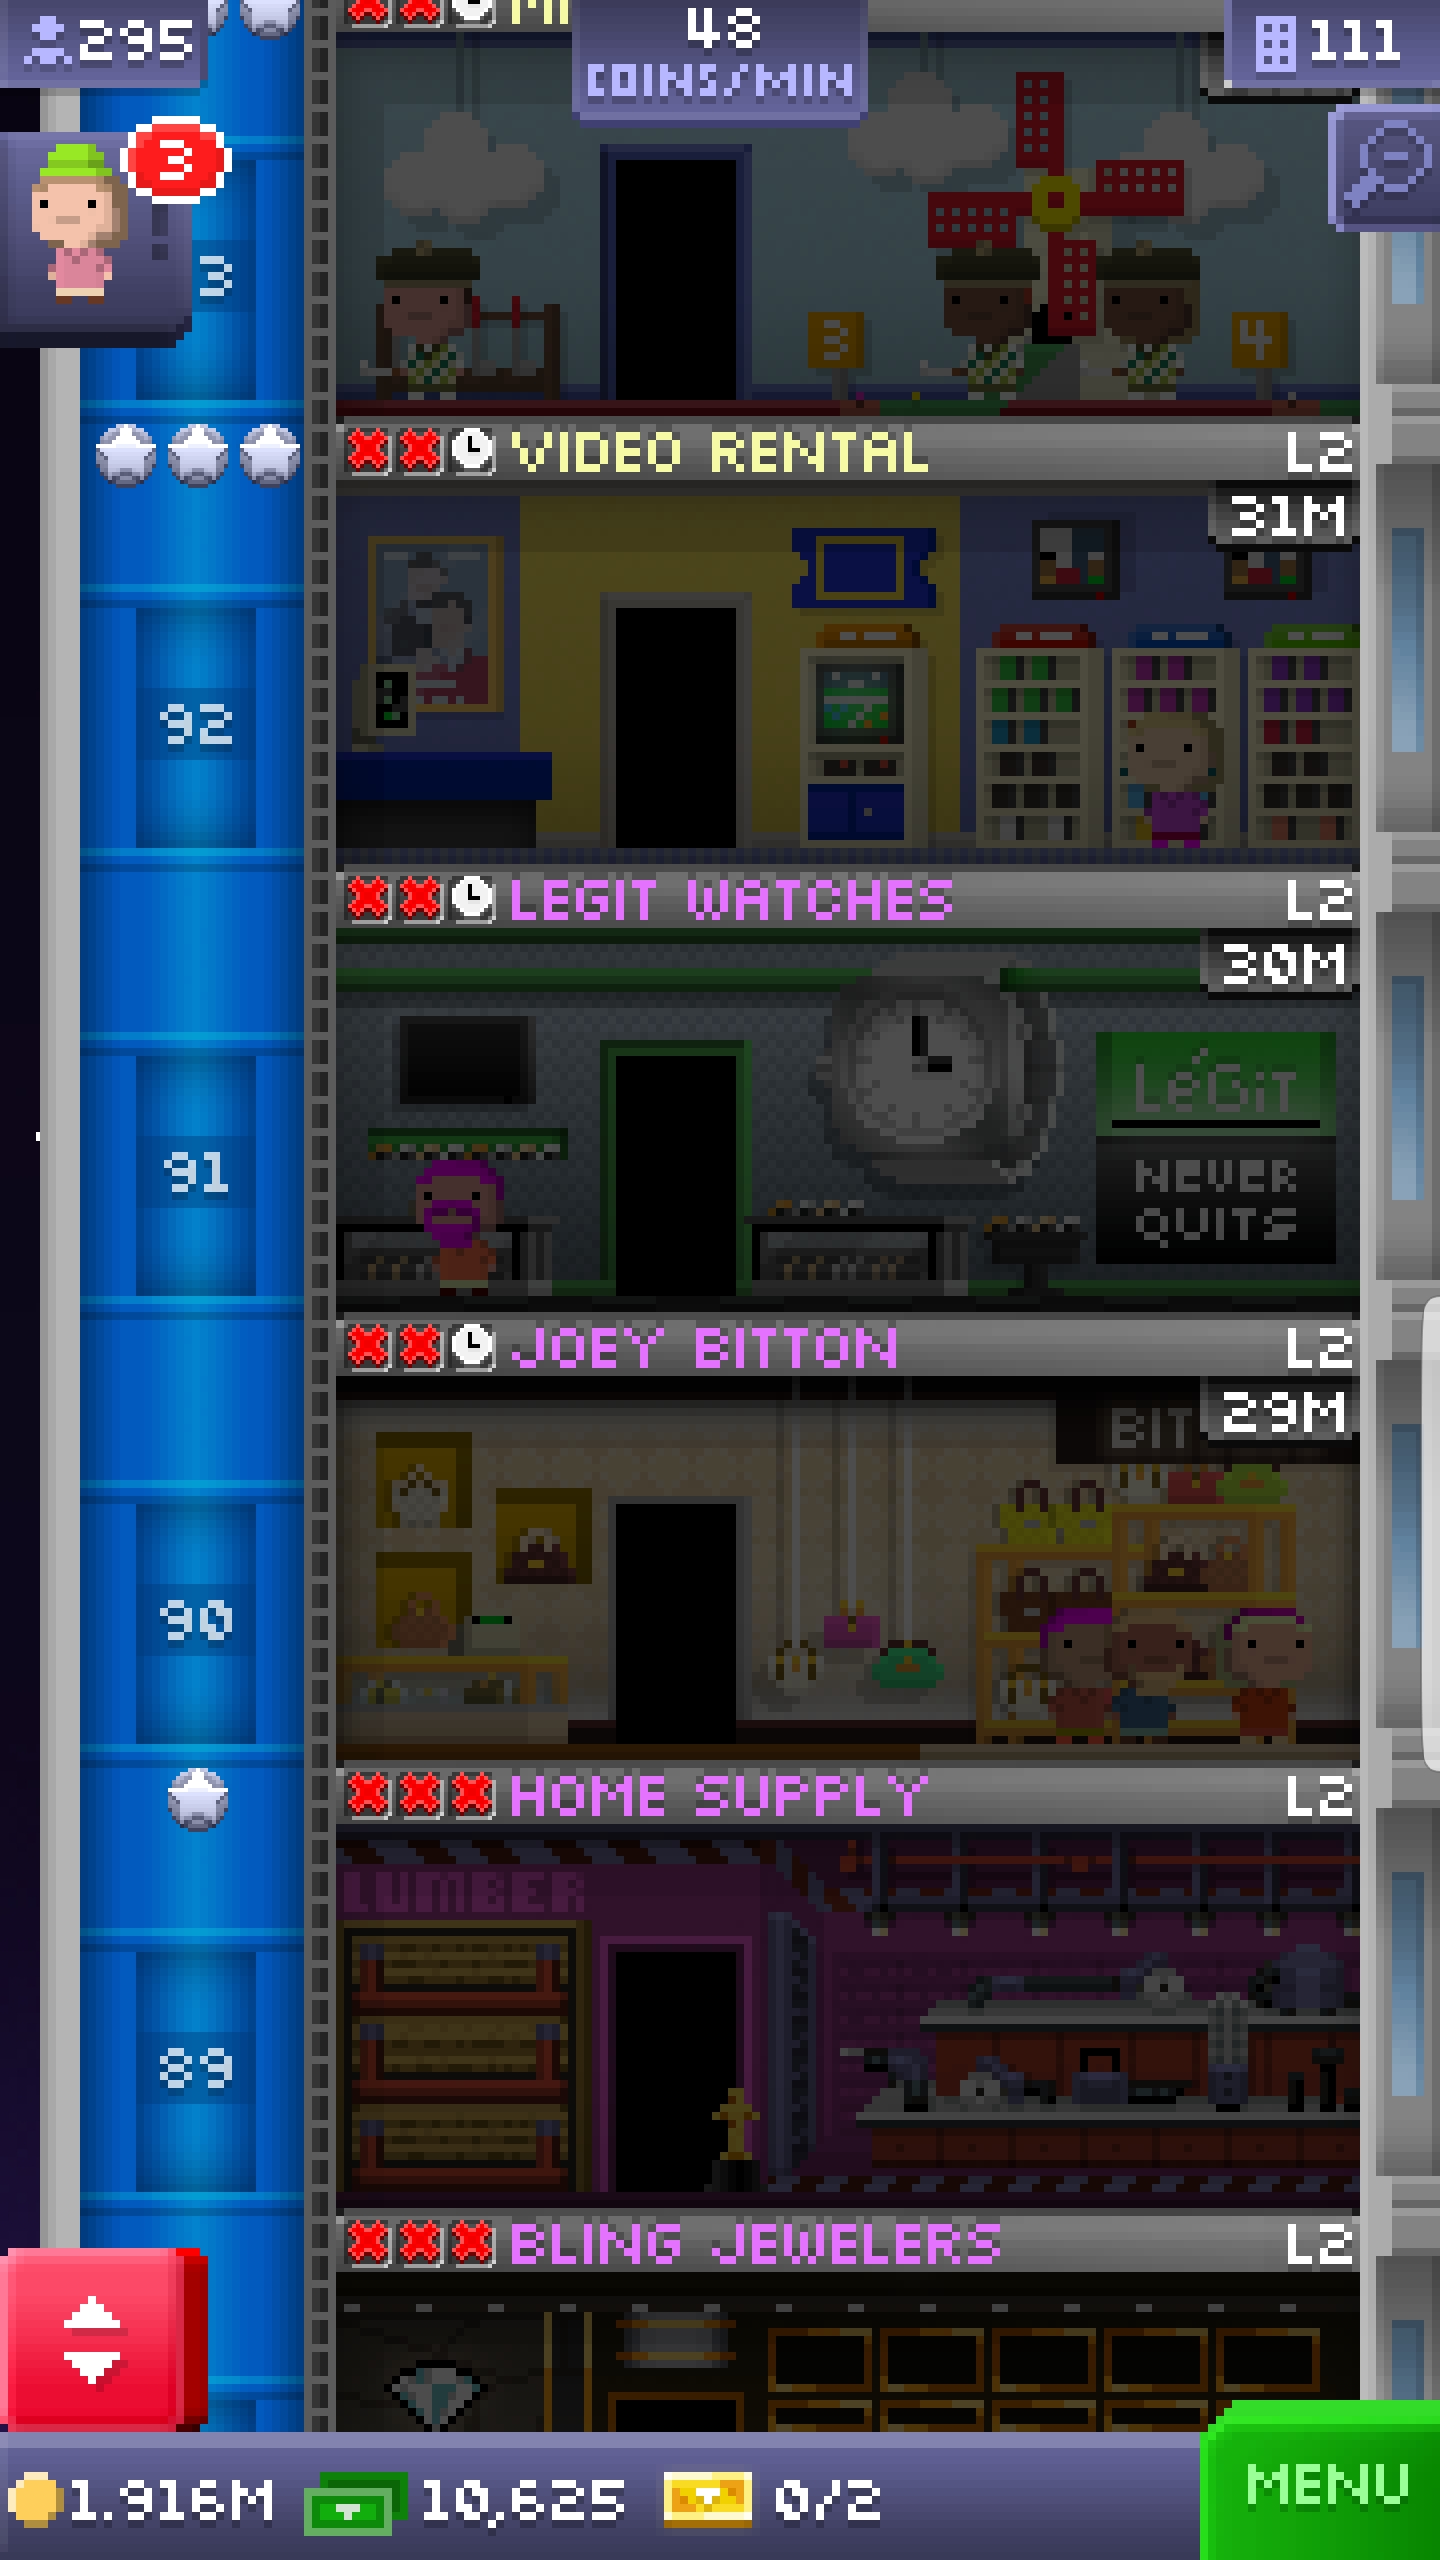 295
MI
48
COINS/MIN
111
3
3
3
4
VIDEO RENTAL L2
31M
92
LEGIT WATCHES L2
30M
LéGiT
NEVER
QUITS
91
JOEY BITTON L2
29M
BIT
90
HOME SUPPLY L2
LUMBER
89
BLING JEWELERS L2
1.916M 10,625 0/2
MENU